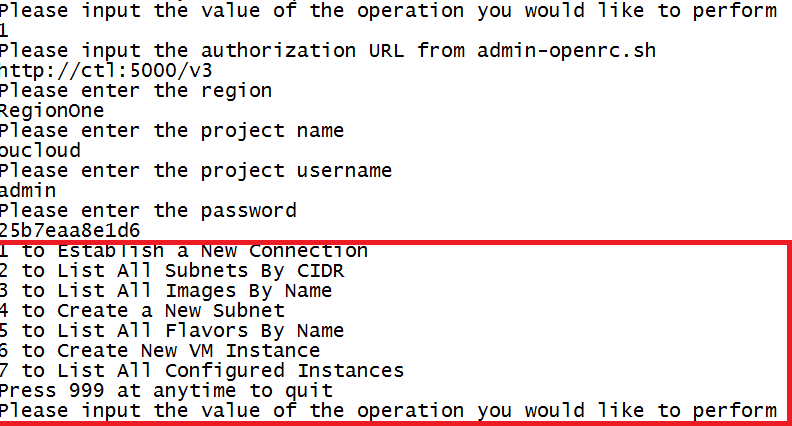 Please input the value of the operation you would like to perform
1
Please input the authorization URL from admin-openrc.sh
http://ctl:5000/v3
Please enter the region
RegionOne
Please enter the project name
oucloud
Please enter the project username
admin
Please enter the password
25b7eaa8e1d6
1 to Establish a New Connection
2 to List All Subnets By CIDR
3 to List All Images By Name
4 to Create a New Subnet
5 to List All Flavors By Name
6 to Create New VM Instance
7 to List All Configured Instances
Press 999 at anytime to quit
Please input the value of the operation you would like to perform